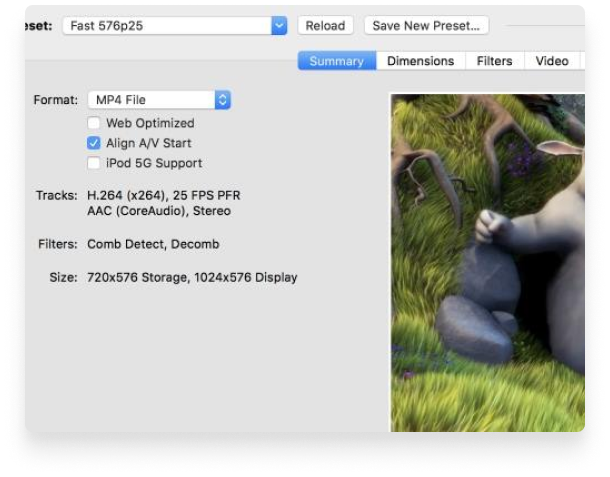 eset: Fast 576p25 Reload Save New Preset...
Summary Dimensions Filters Video
Format: MP4 File
Web Optimized
Align A/V Start
iPod 5G Support
Tracks: H.264 (x264), 25 FPS PFR
AAC (CoreAudio), Stereo
Filters: Comb Detect, Decomb
Size: 720x576 Storage, 1024x576 Display